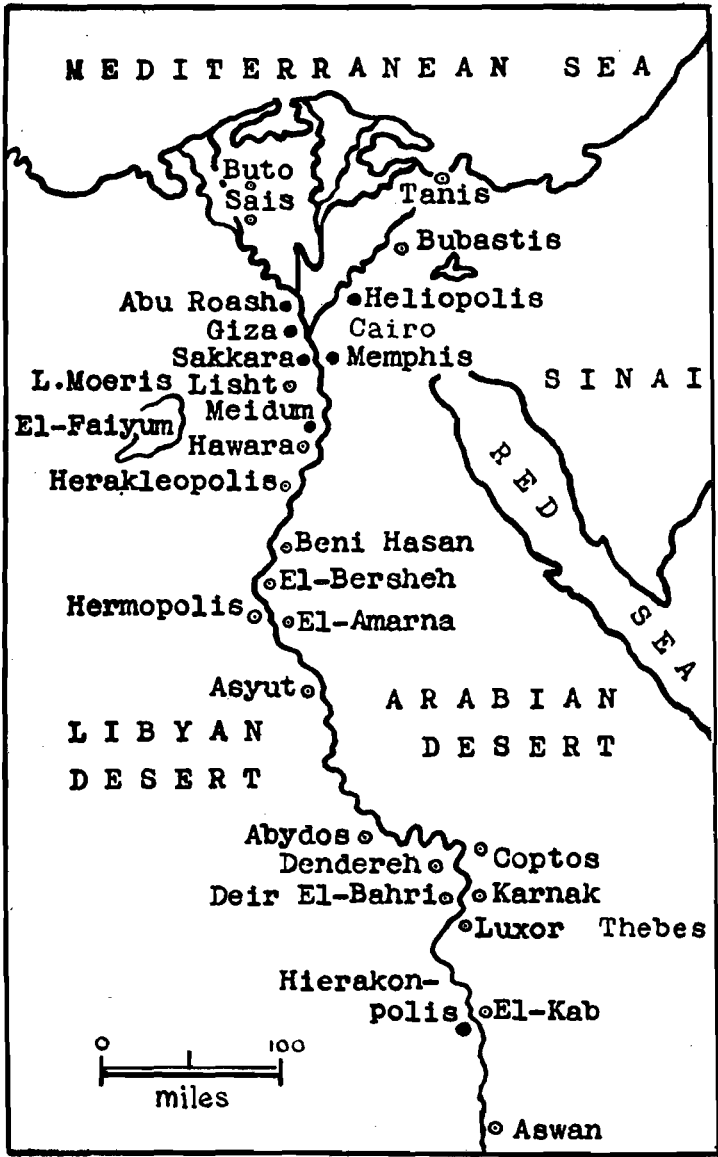 MEDITERRANEAN SEA
Buto
Sais
Tanis
Bubastis
Abu Roash
Heliopolis
Giza
Cairo
Sakkara
Memphis
L.Moeris
Lisht
SINAI
Meidum
El-Faiyum
Hawara
RED
SEA
Herakleopolis
Beni Hasan
El-Bersheh
Hermopolis
El-Amarna
Asyut
ARABIAN
DESERT
LIBYAN
DESERT
Abydos
Coptos
Dendereh
Deir El-Bahri
Karnak
Luxor Thebes
Hierakon-
polis
El-Kab
0 100
miles
Aswan